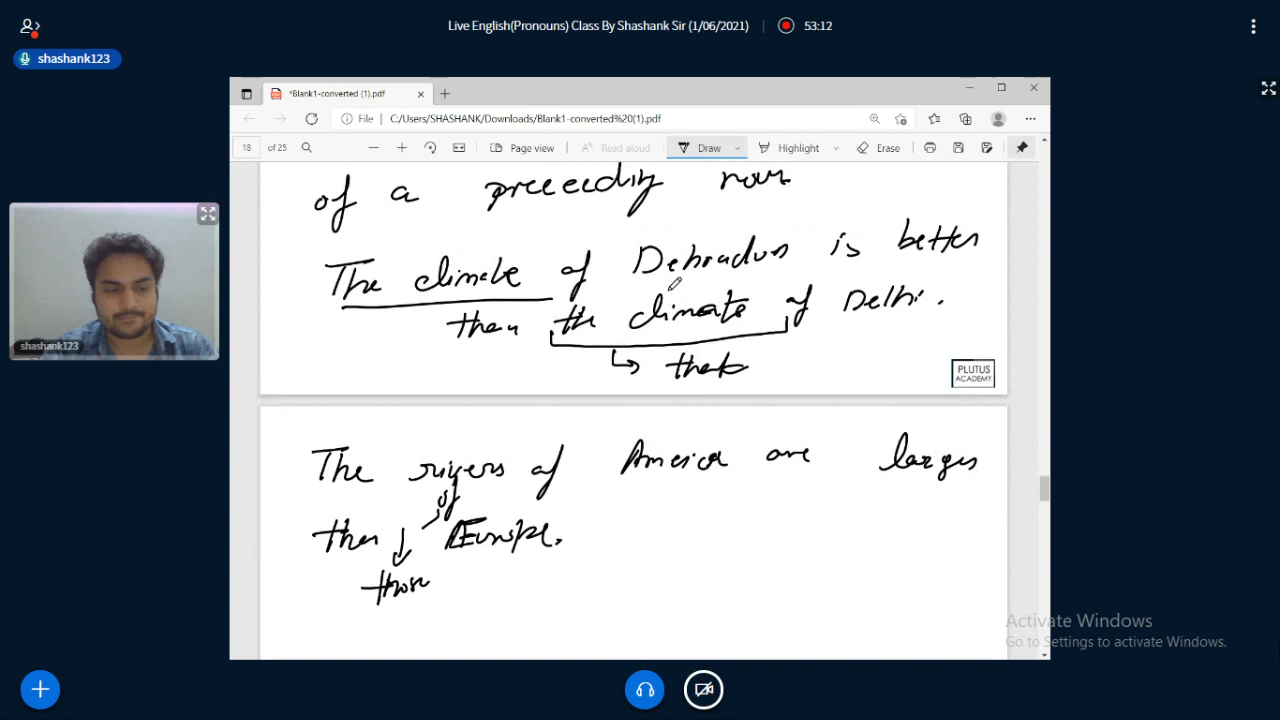 Live English(Pronouns) Class By Shashank Sir (1/06/2021)
53:12
shashank123
*Blank1-converted (1).pdf
File
C:/Users/SHASHANK/Downloads/Blank1-converted%20(1).pdf
18 of 25
Page view
Read aloud
Draw
Highlight
Erase
of a preceeding noun
The climate of Dehradun is better
than the climate of Delhi.
that
shashank123
PLUTUS
ACADEMY
The rivers of America are larger
of
than Europe.
those
Activate Windows
Go to Settings to activate Windows.